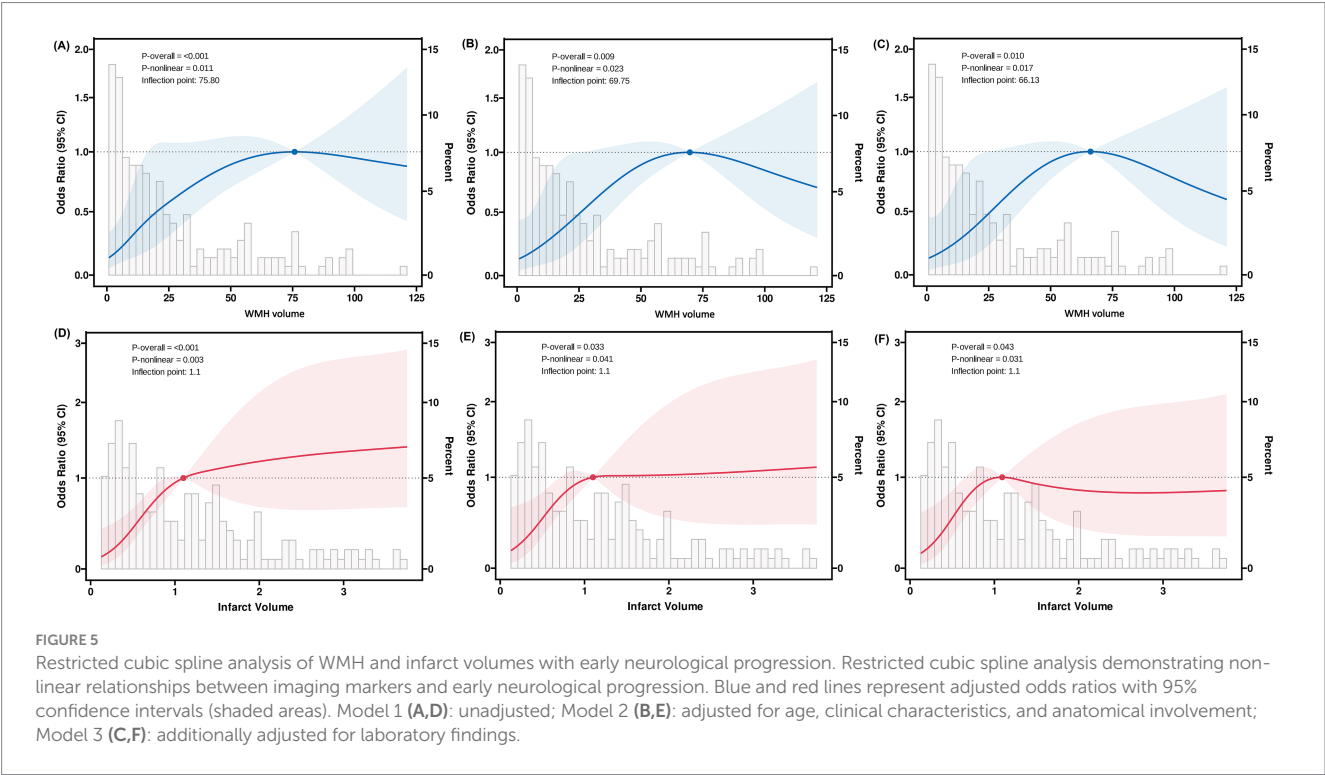 (A)
P-overall = <0.001
P-nonlinear = 0.011
Inflection point: 75.80
2.0
1.5
1.0
0.5
0.0
Odds Ratio (95% CI)
15
10
5
0
Percent
0 25 50 75 100 125
WMH volume
(B)
P-overall = 0.009
P-nonlinear = 0.023
Inflection point: 69.75
2.0
1.5
1.0
0.5
0.0
Odds Ratio (95% CI)
15
10
5
0
Percent
0 25 50 75 100 125
WMH volume
(C)
P-overall = 0.010
P-nonlinear = 0.017
Inflection point: 66.13
2.0
1.5
1.0
0.5
0.0
Odds Ratio (95% CI)
15
10
5
0
Percent
0 25 50 75 100 125
WMH volume
(D)
P-overall = <0.001
P-nonlinear = 0.003
Inflection point: 1.1
3
2
1
0
Odds Ratio (95% CI)
15
10
5
0
Percent
0 1 2 3
Infarct Volume
(E)
P-overall = 0.033
P-nonlinear = 0.041
Inflection point: 1.1
3
2
1
0
Odds Ratio (95% CI)
15
10
5
0
Percent
0 1 2 3
Infarct Volume
(F)
P-overall = 0.043
P-nonlinear = 0.031
Inflection point: 1.1
3
2
1
0
Odds Ratio (95% CI)
15
10
5
0
Percent
0 1 2 3
Infarct Volume
FIGURE 5
Restricted cubic spline analysis of WMH and infarct volumes with early neurological progression. Restricted cubic spline analysis demonstrating non-
linear relationships between imaging markers and early neurological progression. Blue and red lines represent adjusted odds ratios with 95%
confidence intervals (shaded areas). Model 1 (A,D): unadjusted; Model 2 (B,E): adjusted for age, clinical characteristics, and anatomical involvement;
Model 3 (C,F): additionally adjusted for laboratory findings.